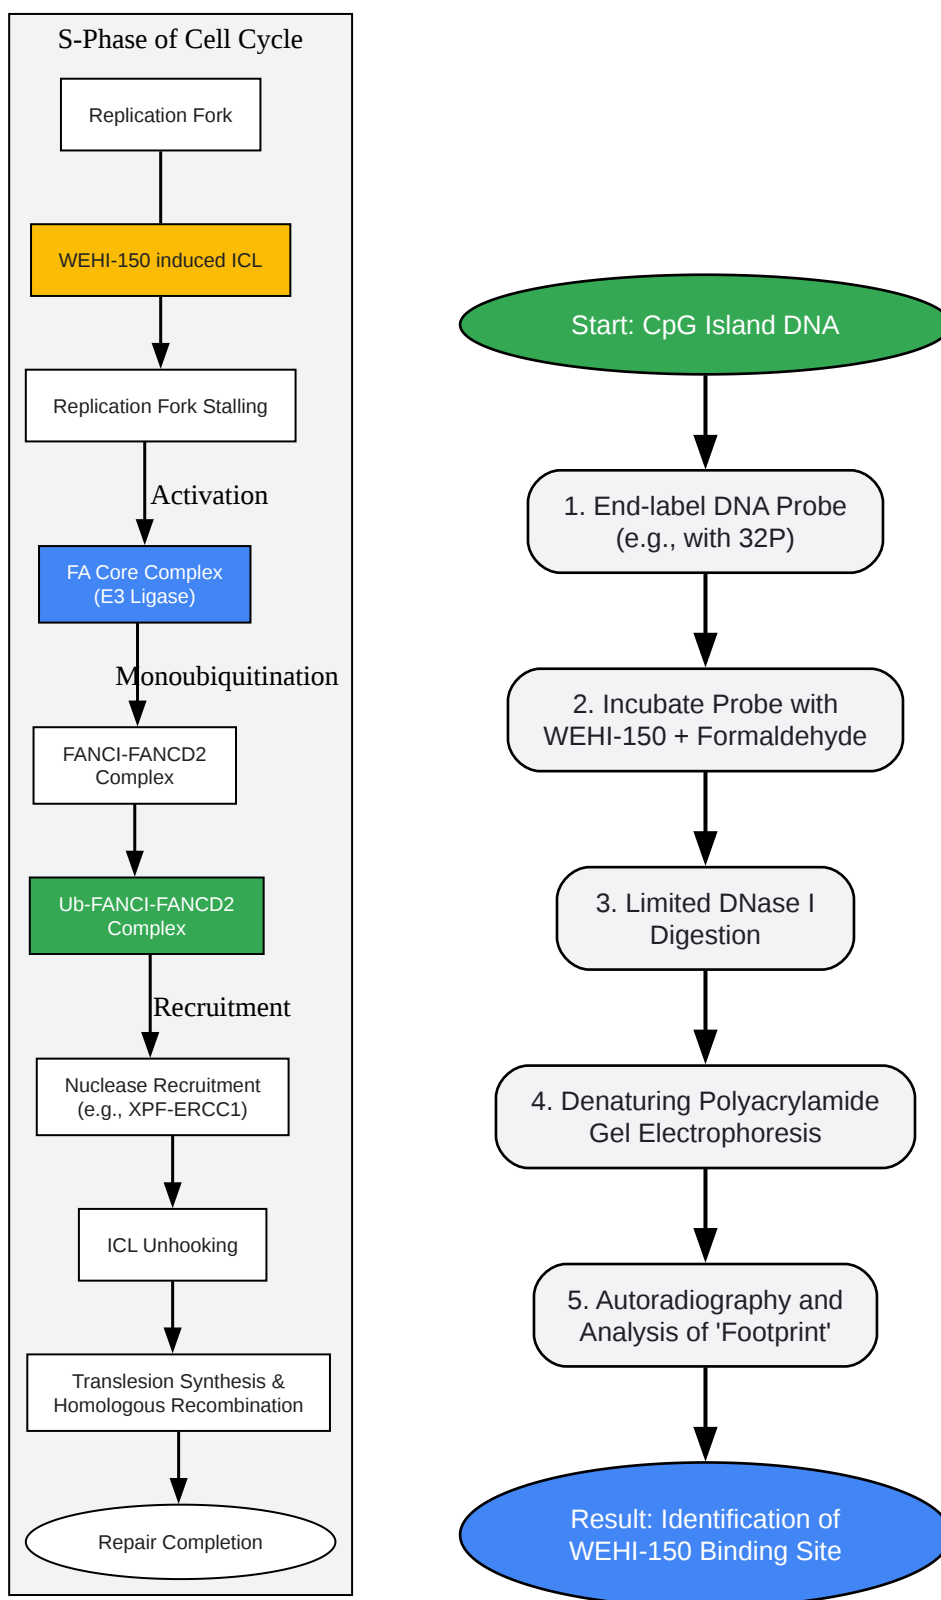 S-Phase of Cell Cycle
Replication Fork
WEHI-150 induced ICL
Replication Fork Stalling
Activation
FA Core Complex
(E3 Ligase)
Monoubiquitination
FANCI-FANCD2
Complex
Ub-FANCI-FANCD2
Complex
Recruitment
Nuclease Recruitment
(e.g., XPF-ERCC1)
ICL Unhooking
Translesion Synthesis &
Homologous Recombination
Repair Completion
Start: CpG Island DNA
1. End-label DNA Probe
(e.g., with 32P)
2. Incubate Probe with
WEHI-150 + Formaldehyde
3. Limited DNase I
Digestion
4. Denaturing Polyacrylamide
Gel Electrophoresis
5. Autoradiography and
Analysis of 'Footprint'
Result: Identification of
WEHI-150 Binding Site